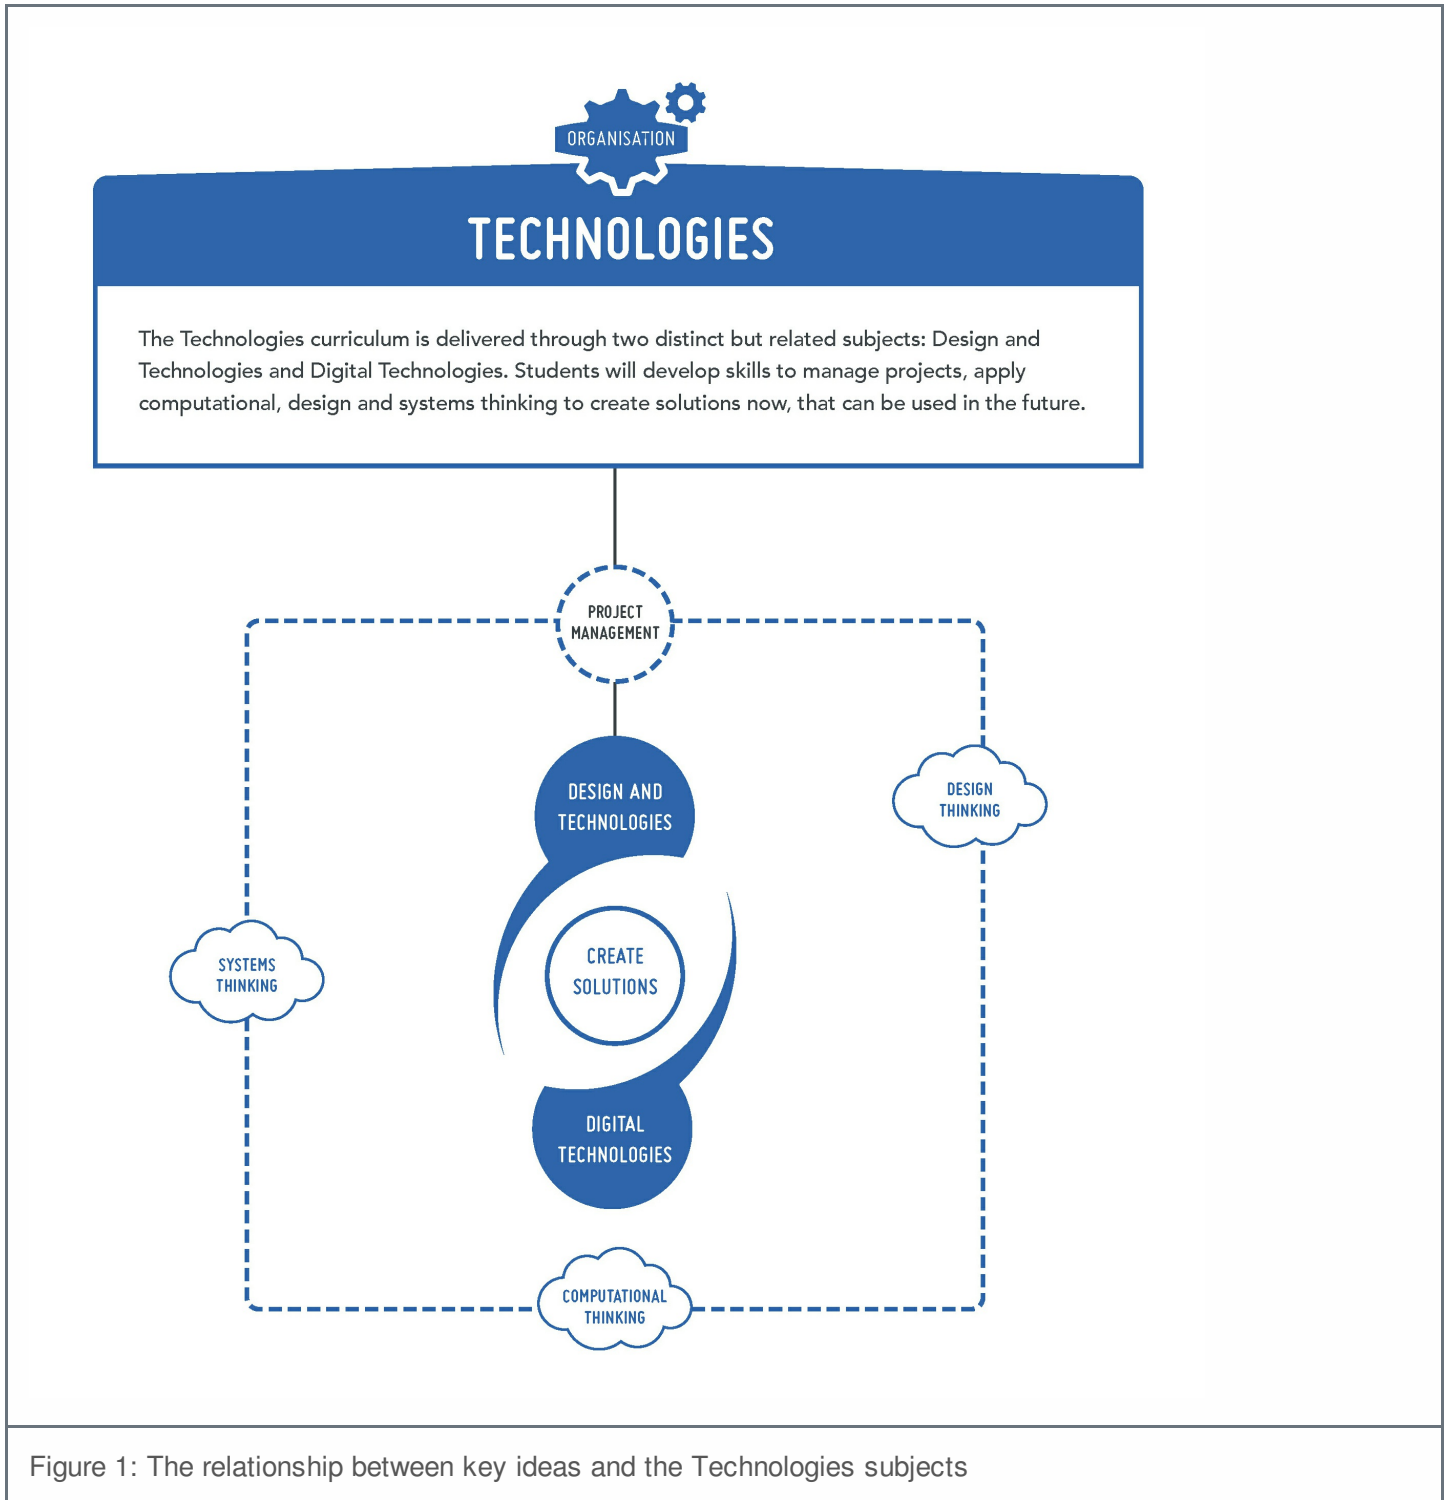 ORGANISATION
TECHNOLOGIES
The Technologies curriculum is delivered through two distinct but related subjects: Design and
Technologies and Digital Technologies. Students will develop skills to manage projects, apply
computational, design and systems thinking to create solutions now, that can be used in the future.
PROJECT
MANAGEMENT
DESIGN AND
TECHNOLOGIES
DESIGN
THINKING
SYSTEMS
THINKING
CREATE
SOLUTIONS
DIGITAL
TECHNOLOGIES
COMPUTATIONAL
THINKING
Figure 1: The relationship between key ideas and the Technologies subjects